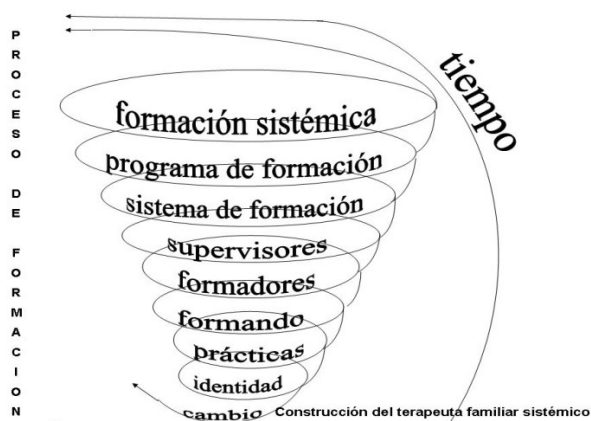 PROCESO DE FORMACION
tiempo
formación sistémica
programa de formación
sistema de formación
supervisores
formadores
formando
prácticas
identidad
cambio
Construcción del terapeuta familiar sistémico